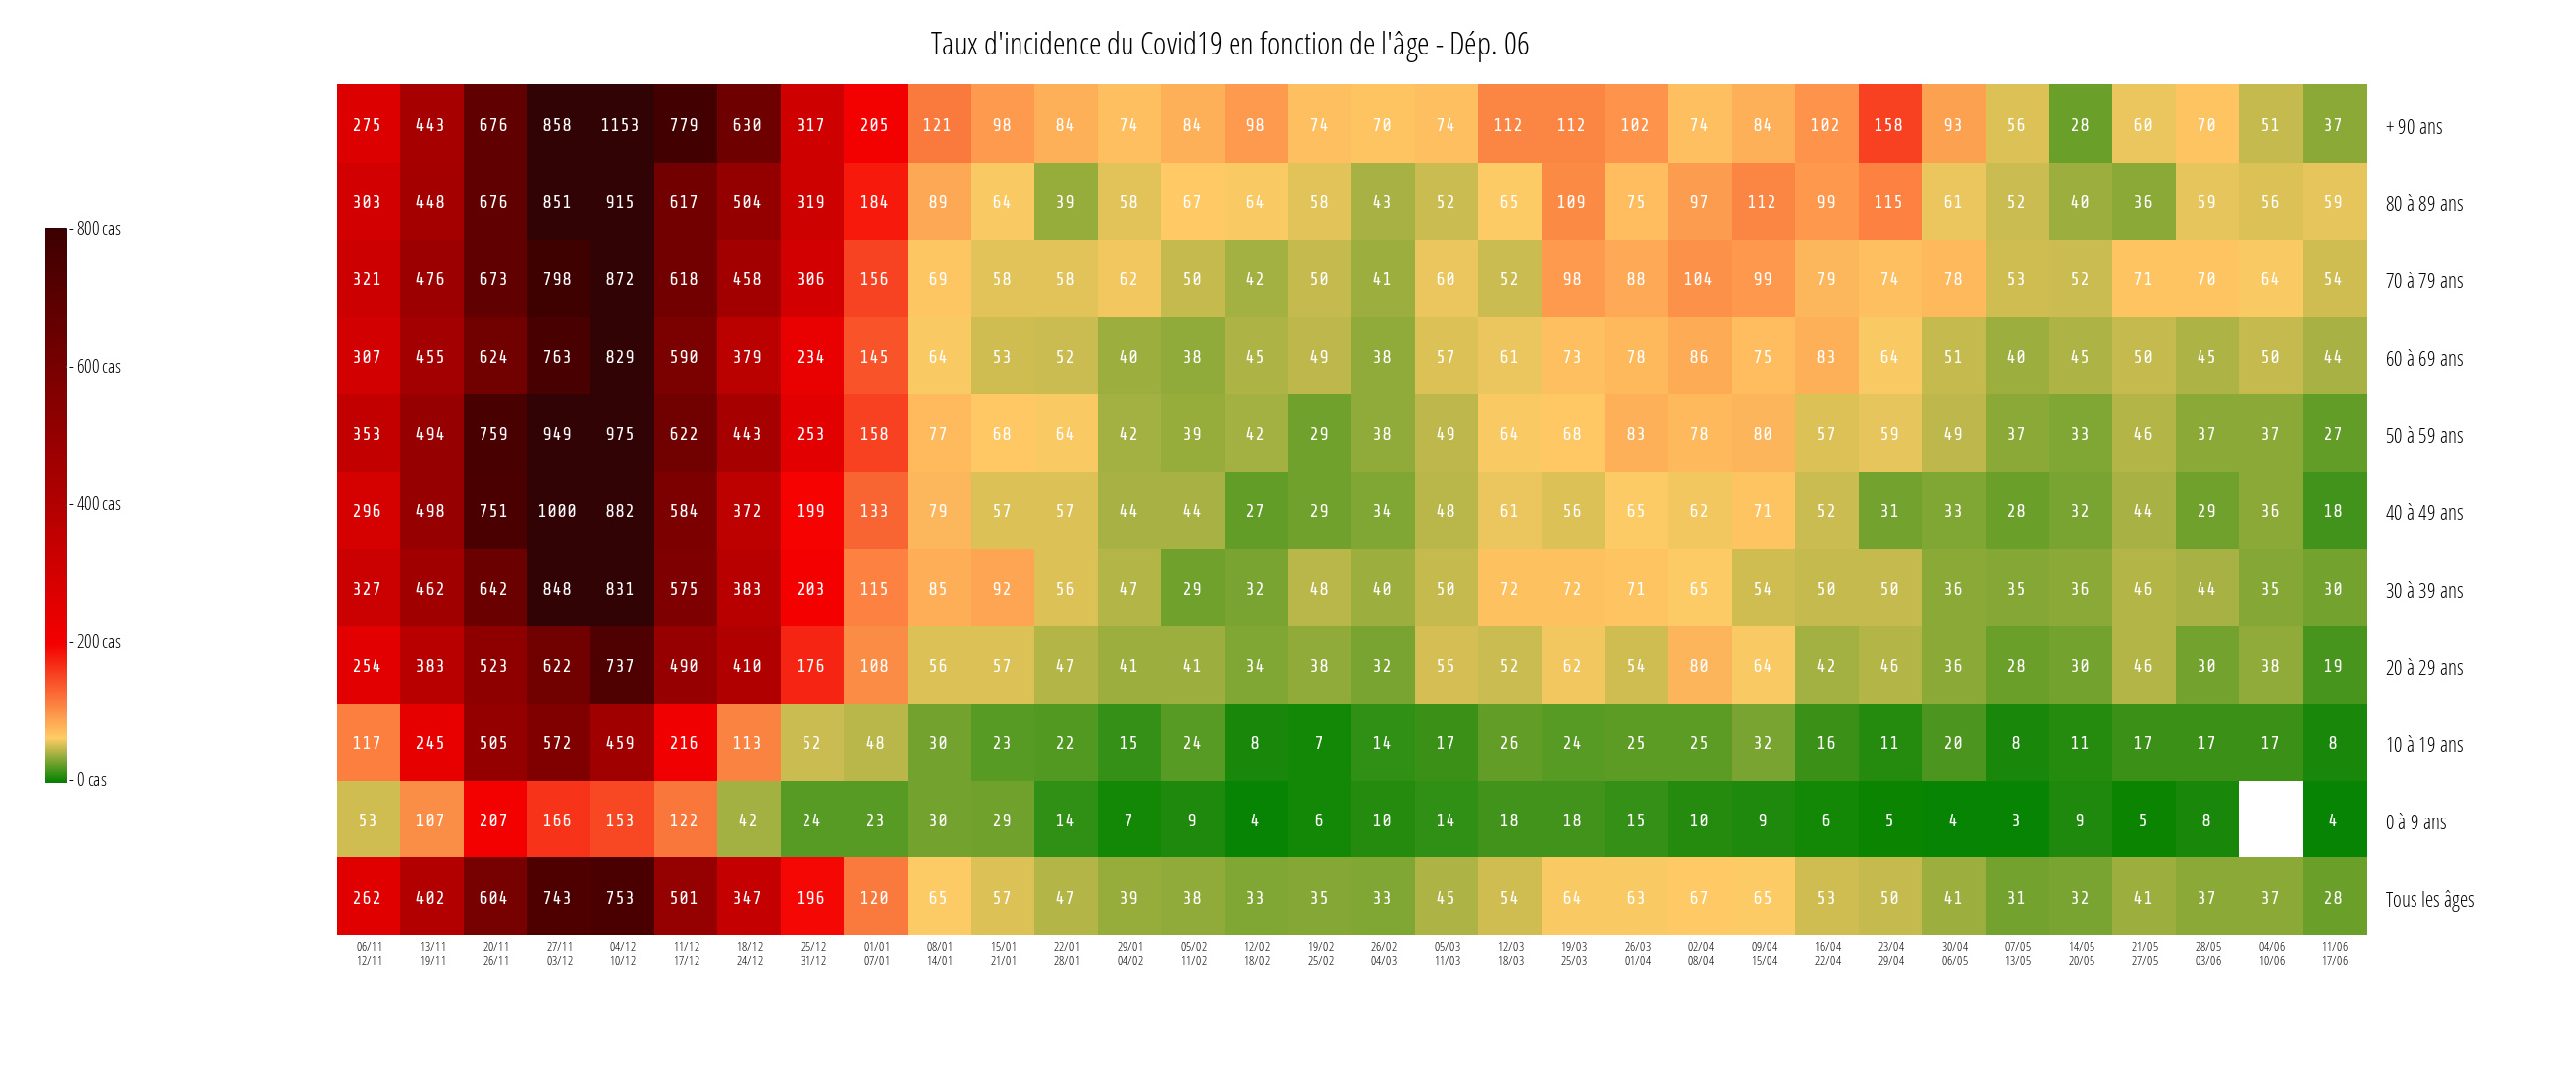 Taux d'incidence du Covid19 en fonction de l'âge - Dép. 06
275 443 676 858 1153 779 630 317 205 121 98 84 74 84 98 74 70 74 112 112 102 74 84 102 158 93 56 28 60 70 51 37 + 90 ans
303 448 676 851 915 617 504 319 184 89 64 39 58 67 64 58 43 52 65 109 75 97 112 99 115 61 52 40 36 59 56 59 80 à 89 ans
- 800 cas
321 476 673 798 872 618 458 306 156 69 58 58 62 50 42 50 41 60 52 98 88 104 99 79 74 78 53 52 71 70 64 54 70 à 79 ans
307 455 624 763 829 590 379 234 145 64 53 52 40 38 45 49 38 57 61 73 78 86 75 83 64 51 40 45 50 45 50 44 60 à 69 ans
- 600 cas
353 494 759 949 975 622 443 253 158 77 68 64 42 39 42 29 38 49 64 68 83 78 80 57 59 49 37 33 46 37 37 27 50 à 59 ans
- 400 cas
296 498 751 1000 882 584 372 199 133 79 57 57 44 44 27 29 34 48 61 56 65 62 71 52 31 33 28 32 44 29 36 18 40 à 49 ans
327 462 642 848 831 575 383 203 115 85 92 56 47 29 32 48 40 50 72 72 71 65 54 50 50 36 35 36 46 44 35 30 30 à 39 ans
- 200 cas
254 383 523 622 737 490 410 176 108 56 57 47 41 41 34 38 32 55 52 62 54 80 64 42 46 36 28 30 46 30 38 19 20 à 29 ans
117 245 505 572 459 216 113 52 48 30 23 22 15 24 8 7 14 17 26 24 25 25 32 16 11 20 8 11 17 17 17 8 10 à 19 ans
- 0 cas
53 107 207 166 153 122 42 24 23 30 29 14 7 9 4 6 10 14 18 18 15 10 9 6 5 4 3 9 5 8 4 0 à 9 ans
262 402 604 743 753 501 347 196 120 65 57 47 39 38 33 35 33 45 54 64 63 67 65 53 50 41 31 32 41 37 37 28 Tous les âges
06/11 13/11 20/11 27/11 04/12 11/12 18/12 25/12 01/01 08/01 15/01 22/01 29/01 05/02 12/02 19/02 26/02 05/03 12/03 19/03 26/03 02/04 09/04 16/04 23/04 30/04 07/05 14/05 21/05 28/05 04/06 11/06
12/11 19/11 26/11 03/12 10/12 17/12 24/12 31/12 07/01 14/01 21/01 28/01 04/02 11/02 18/02 25/02 04/03 11/03 18/03 25/03 01/04 08/04 15/04 22/04 29/04 06/05 13/05 20/05 27/05 03/06 10/06 17/06